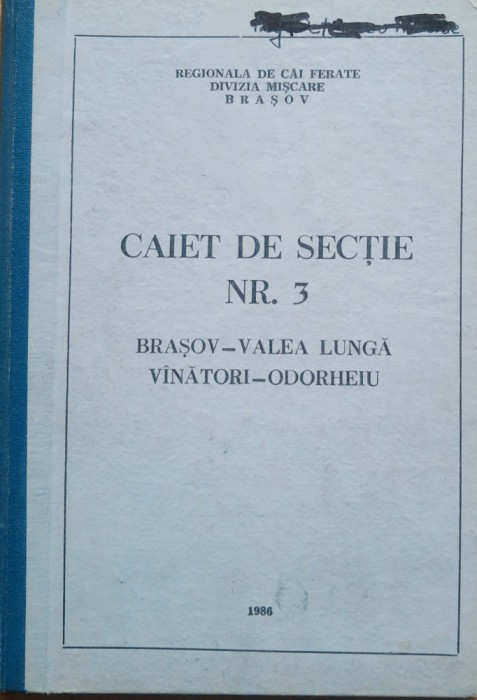 REGIONALA DE CĂI FERATE
DIVIZIA MIȘCARE
BRAȘOV
CAIET DE SECȚIE
NR. 3
BRAȘOV–VALEA LUNGĂ
VÎNĂTORI–ODORHEIU
1986